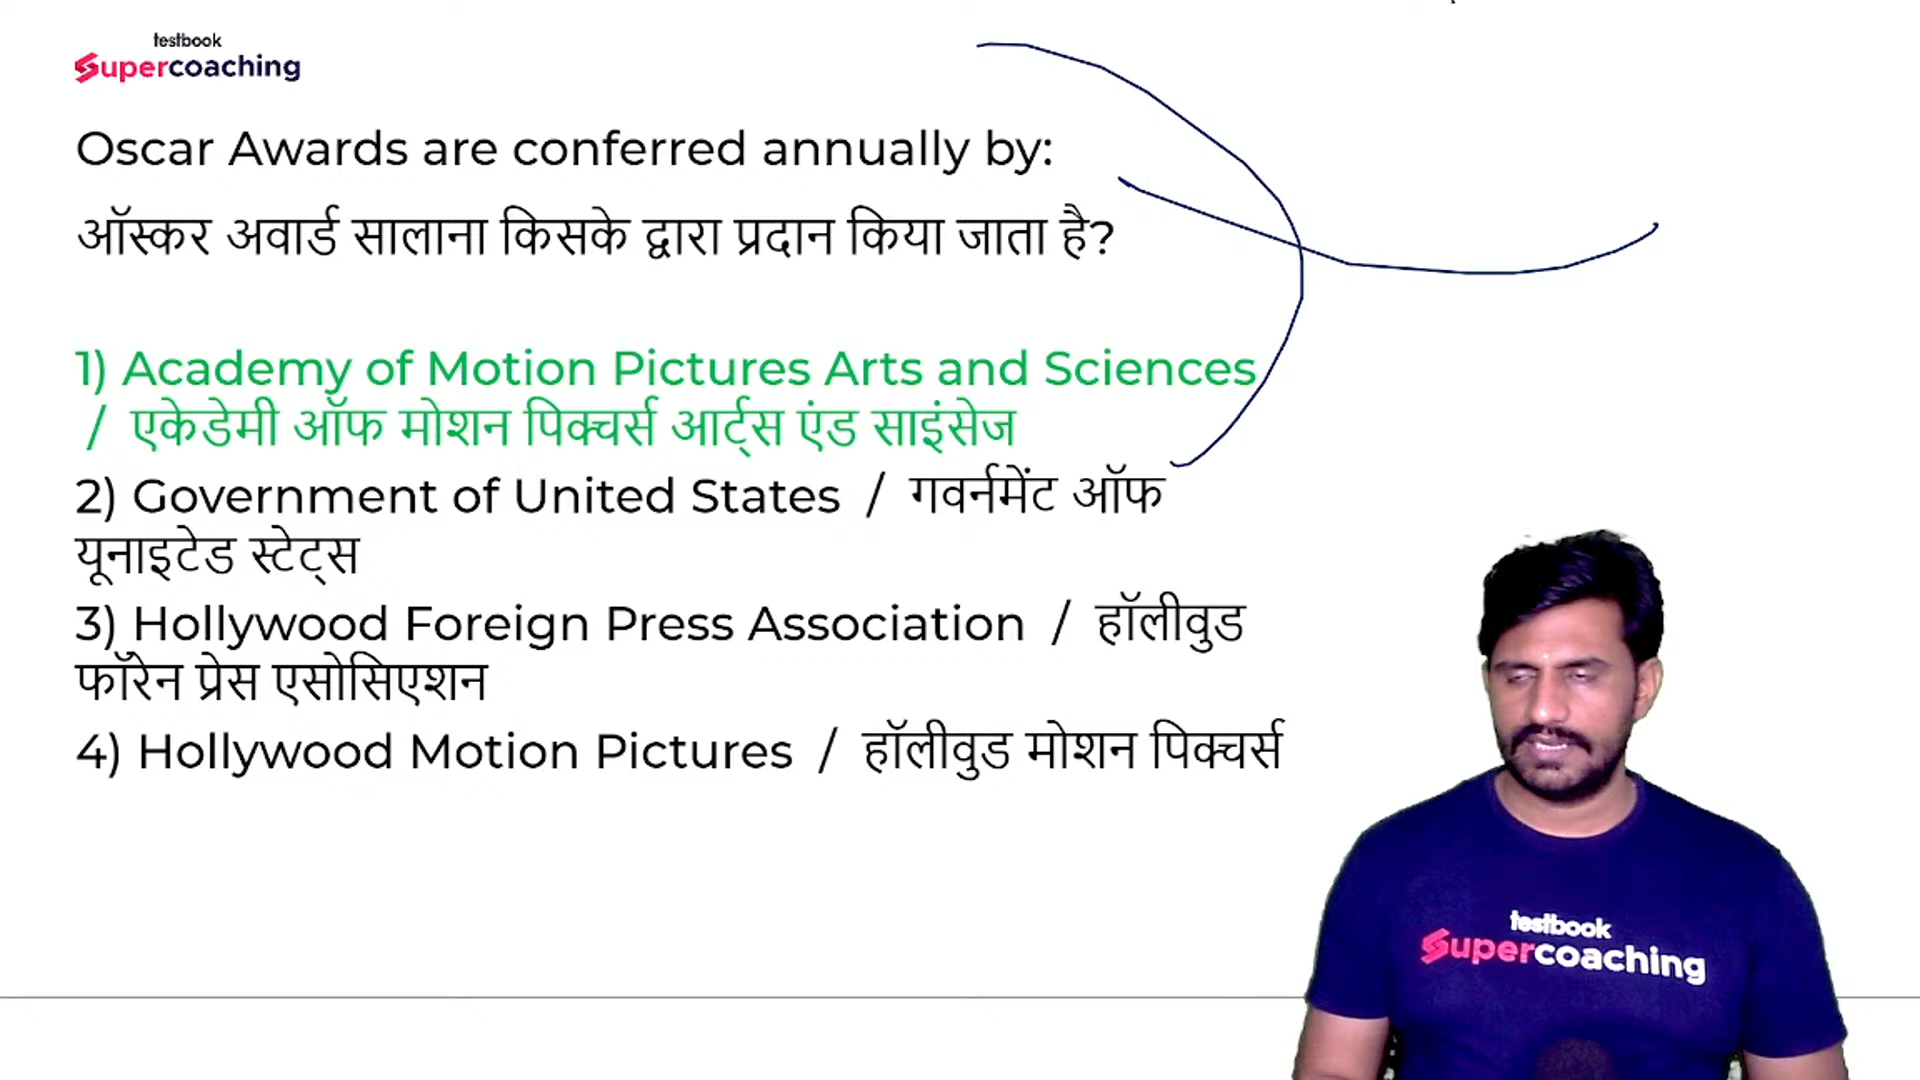 testbook
Supercoaching
Oscar Awards are conferred annually by:
ऑस्कर अवार्ड सालाना किसके द्वारा प्रदान किया जाता है?
1) Academy of Motion Pictures Arts and Sciences
/ एकेडेमी ऑफ मोशन पिक्चर्स आर्ट्स एंड साइंसेज
2) Government of United States / गवर्नमेंट ऑफ
यूनाइटेड स्टेट्स
3) Hollywood Foreign Press Association / हॉलीवुड
फॉरेन प्रेस एसोसिएशन
4) Hollywood Motion Pictures / हॉलीवुड मोशन पिक्चर्स
testbook
Supercoaching